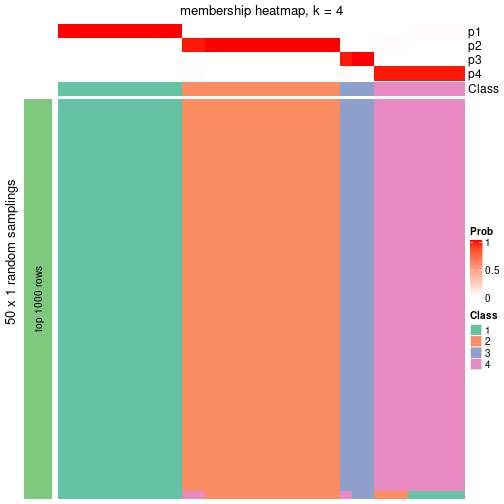 membership heatmap, k = 4
p1
p2
p3
p4
Class
50 x 1 random samplings
top 1000 rows
Prob
1
0.5
0
Class
1
2
3
4